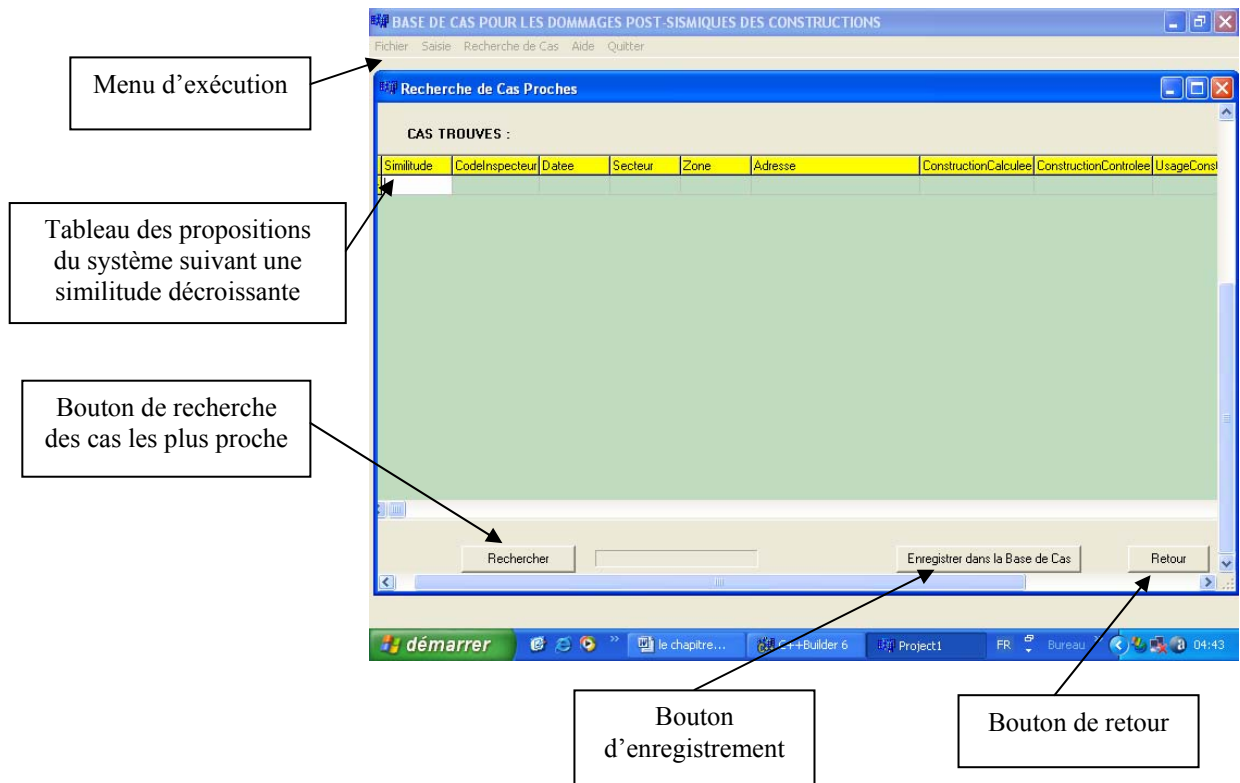 BASE DE CAS POUR LES DOMMAGES POST-SISMIQUES DES CONSTRUCTIONS
Fichier Saisie Recherche de Cas Aide Quitter
Menu d'exécution
Recherche de Cas Proches
CAS TROUVES :
Similitude CodeInspecteur Datee Secteur Zone Adresse ConstructionCalculee ConstructionControlee UsageConst
Tableau des propositions
du système suivant une
similitude décroissante
Bouton de recherche
des cas les plus proche
Rechercher Enregistrer dans la Base de Cas Retour
démarrer le chapitre... C++Builder 6 Project1 FR Bureau 04:43
Bouton
d'enregistrement
Bouton de retour